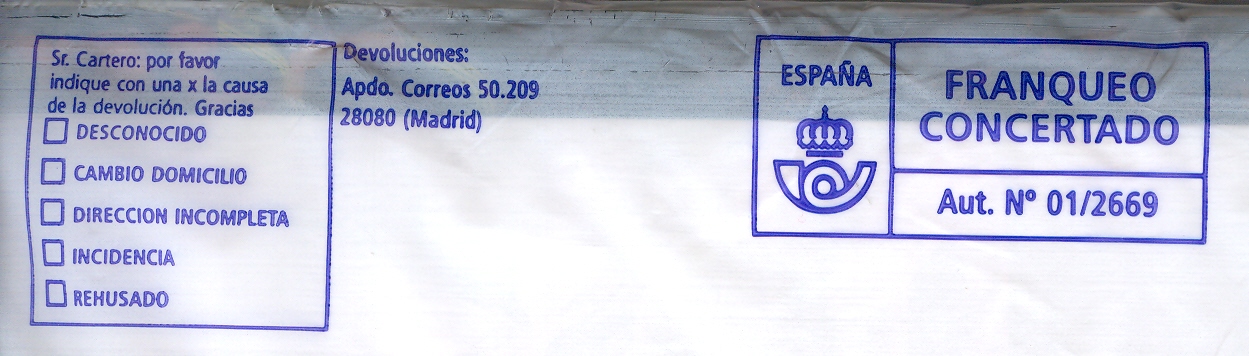 Sr. Cartero: por favor
indique con una x la causa
de la devolución. Gracias
DESCONOCIDO
CAMBIO DOMICILIO
DIRECCION INCOMPLETA
INCIDENCIA
REHUSADO
Devoluciones:
Apdo. Correos 50.209
28080 (Madrid)
ESPAÑA
FRANQUEO
CONCERTADO
Aut. Nº 01/2669